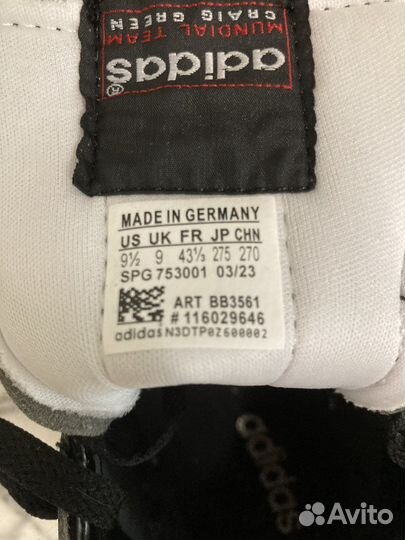 MUNDIAL TEAM
CRAIG GREEN
adidas®
MADE IN GERMANY
US UK FR JP CHN
9½ 9 43⅓ 275 270
SPG 753001 03/23
ART BB3561
# 116029646
adidas N3DTP0Z600002
adidas
Avito